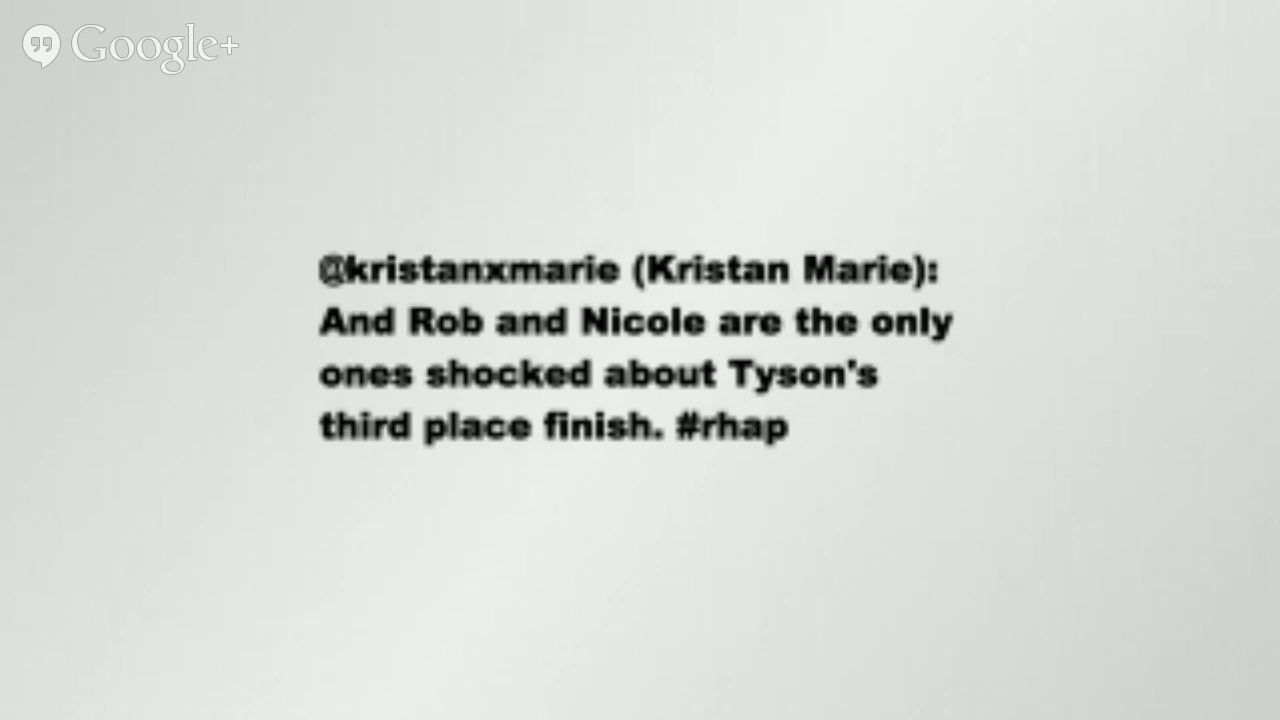 Google+
@kristanxmarie (Kristan Marie):
And Rob and Nicole are the only
ones shocked about Tyson's
third place finish. #rhap